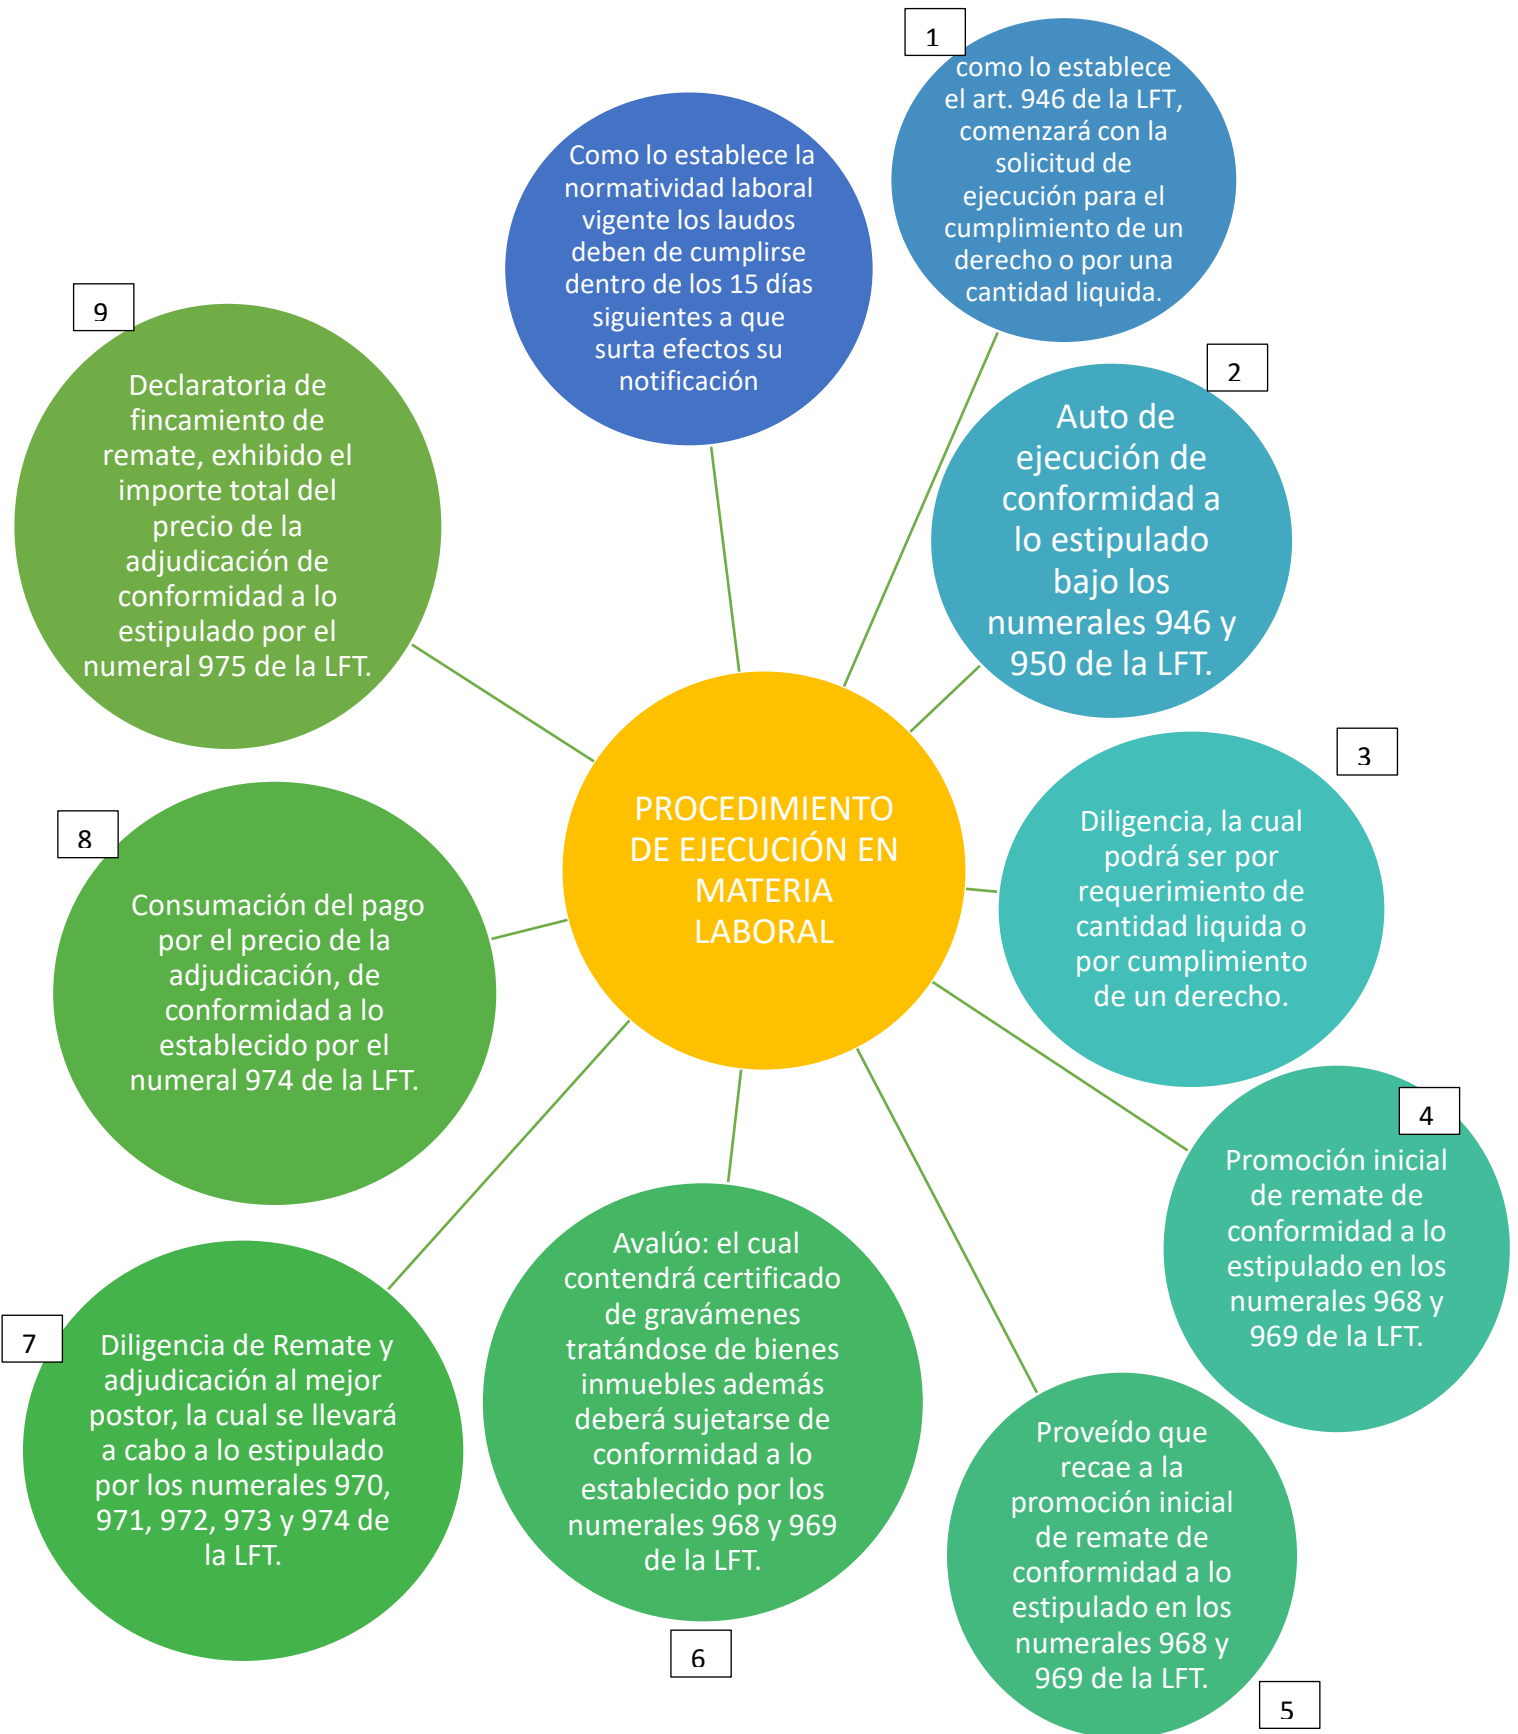 PROCEDIMIENTO
DE EJECUCIÓN EN
MATERIA
LABORAL
Como lo establece la
normatividad laboral
vigente los laudos
deben de cumplirse
dentro de los 15 días
siguientes a que
surta efectos su
notificación
1
como lo establece
el art. 946 de la LFT,
comenzará con la
solicitud de
ejecución para el
cumplimiento de un
derecho o por una
cantidad liquida.
2
Auto de
ejecución de
conformidad a
lo estipulado
bajo los
numerales 946 y
950 de la LFT.
3
Diligencia, la cual
podrá ser por
requerimiento de
cantidad liquida o
por cumplimiento
de un derecho.
4
Promoción inicial
de remate de
conformidad a lo
estipulado en los
numerales 968 y
969 de la LFT.
5
Proveído que
recae a la
promoción inicial
de remate de
conformidad a lo
estipulado en los
numerales 968 y
969 de la LFT.
6
Avalúo: el cual
contendrá certificado
de gravámenes
tratándose de bienes
inmuebles además
deberá sujetarse de
conformidad a lo
establecido por los
numerales 968 y 969
de la LFT.
7
Diligencia de Remate y
adjudicación al mejor
postor, la cual se llevará
a cabo a lo estipulado
por los numerales 970,
971, 972, 973 y 974 de
la LFT.
8
Consumación del pago
por el precio de la
adjudicación, de
conformidad a lo
establecido por el
numeral 974 de la LFT.
9
Declaratoria de
fincamiento de
remate, exhibido el
importe total del
precio de la
adjudicación de
conformidad a lo
estipulado por el
numeral 975 de la LFT.